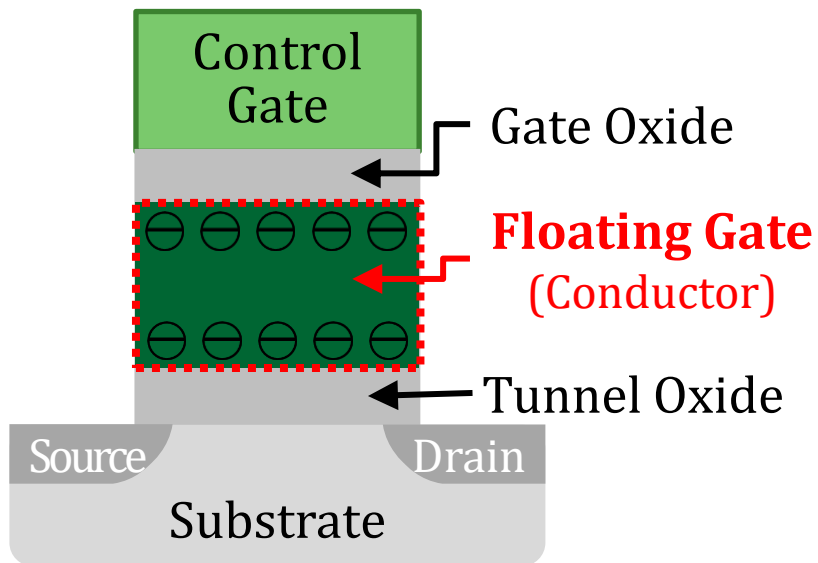 Control
Gate
Gate Oxide
Floating Gate
(Conductor)
Tunnel Oxide
Source
Drain
Substrate